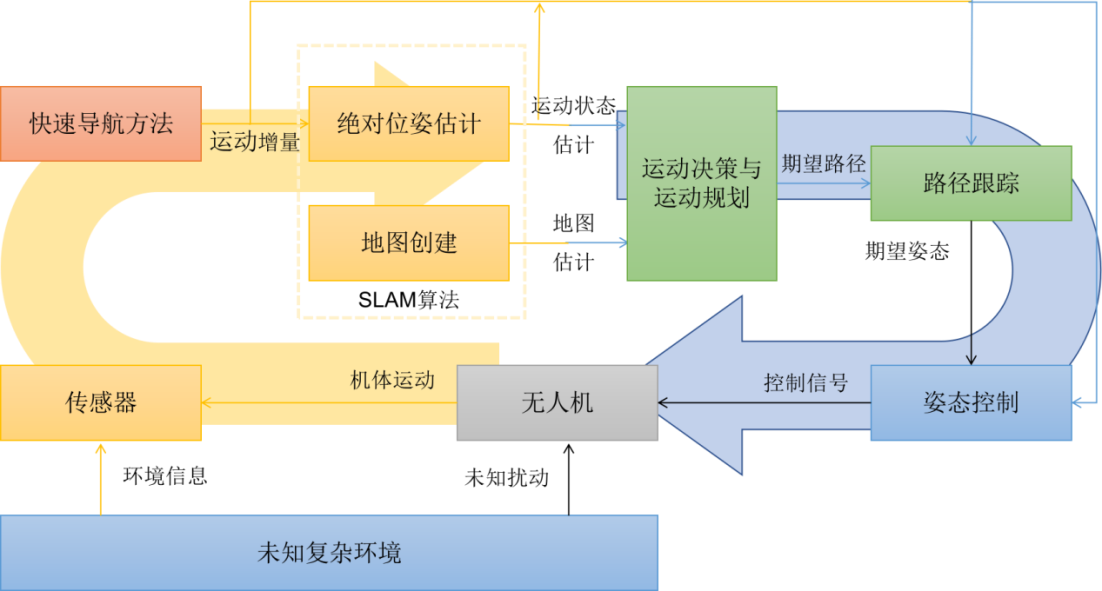 快速导航方法
运动增量
绝对位姿估计
地图创建
SLAM算法
运动状态
估计
地图
估计
运动决策与
运动规划
期望路径
路径跟踪
期望姿态
传感器
机体运动
无人机
控制信号
姿态控制
环境信息
未知扰动
未知复杂环境